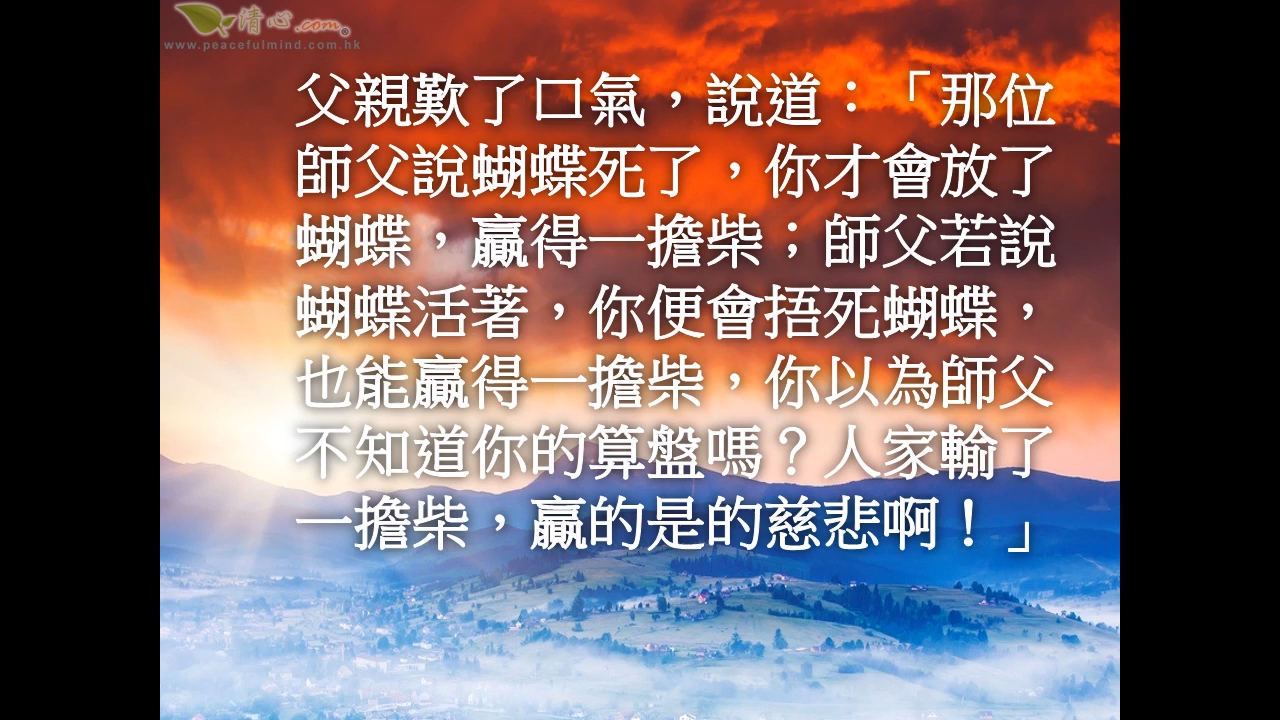 清心.com
www.peacefulmind.com.hk
父親歎了口氣，說道：「那位
師父說蝴蝶死了，你才會放了
蝴蝶，贏得一擔柴；師父若說
蝴蝶活著，你便會捂死蝴蝶，
也能贏得一擔柴，你以為師父
不知道你的算盤嗎？人家輸了
一擔柴，贏的是的慈悲啊！」